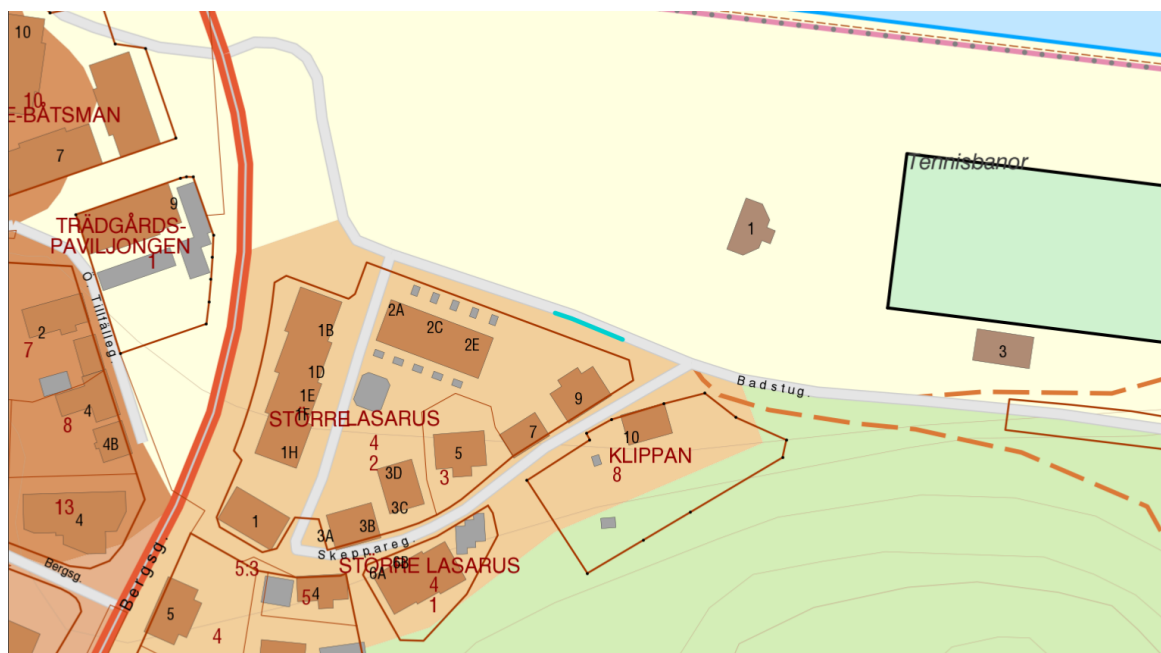 10
10
E-BÅTSMAN
7
Tennisbanor
9
TRÄDGÅRDS-
PAVILJONGEN
1
1
O. Tillfälleg.
2
7
1B
2A
2C
2E
3
1D
1E
1F
Badstug.
4
8
4B
STÖRRE LASARUS
4
2
1H
9
7
10
5
3
KLIPPAN
8
3D
3C
13
4
1
3A
3B
Skeppareg.
Bergsg.
Bergsg.
5:3
STÖRRE LASARUS
6A
6B
4
1
5
4
5
4